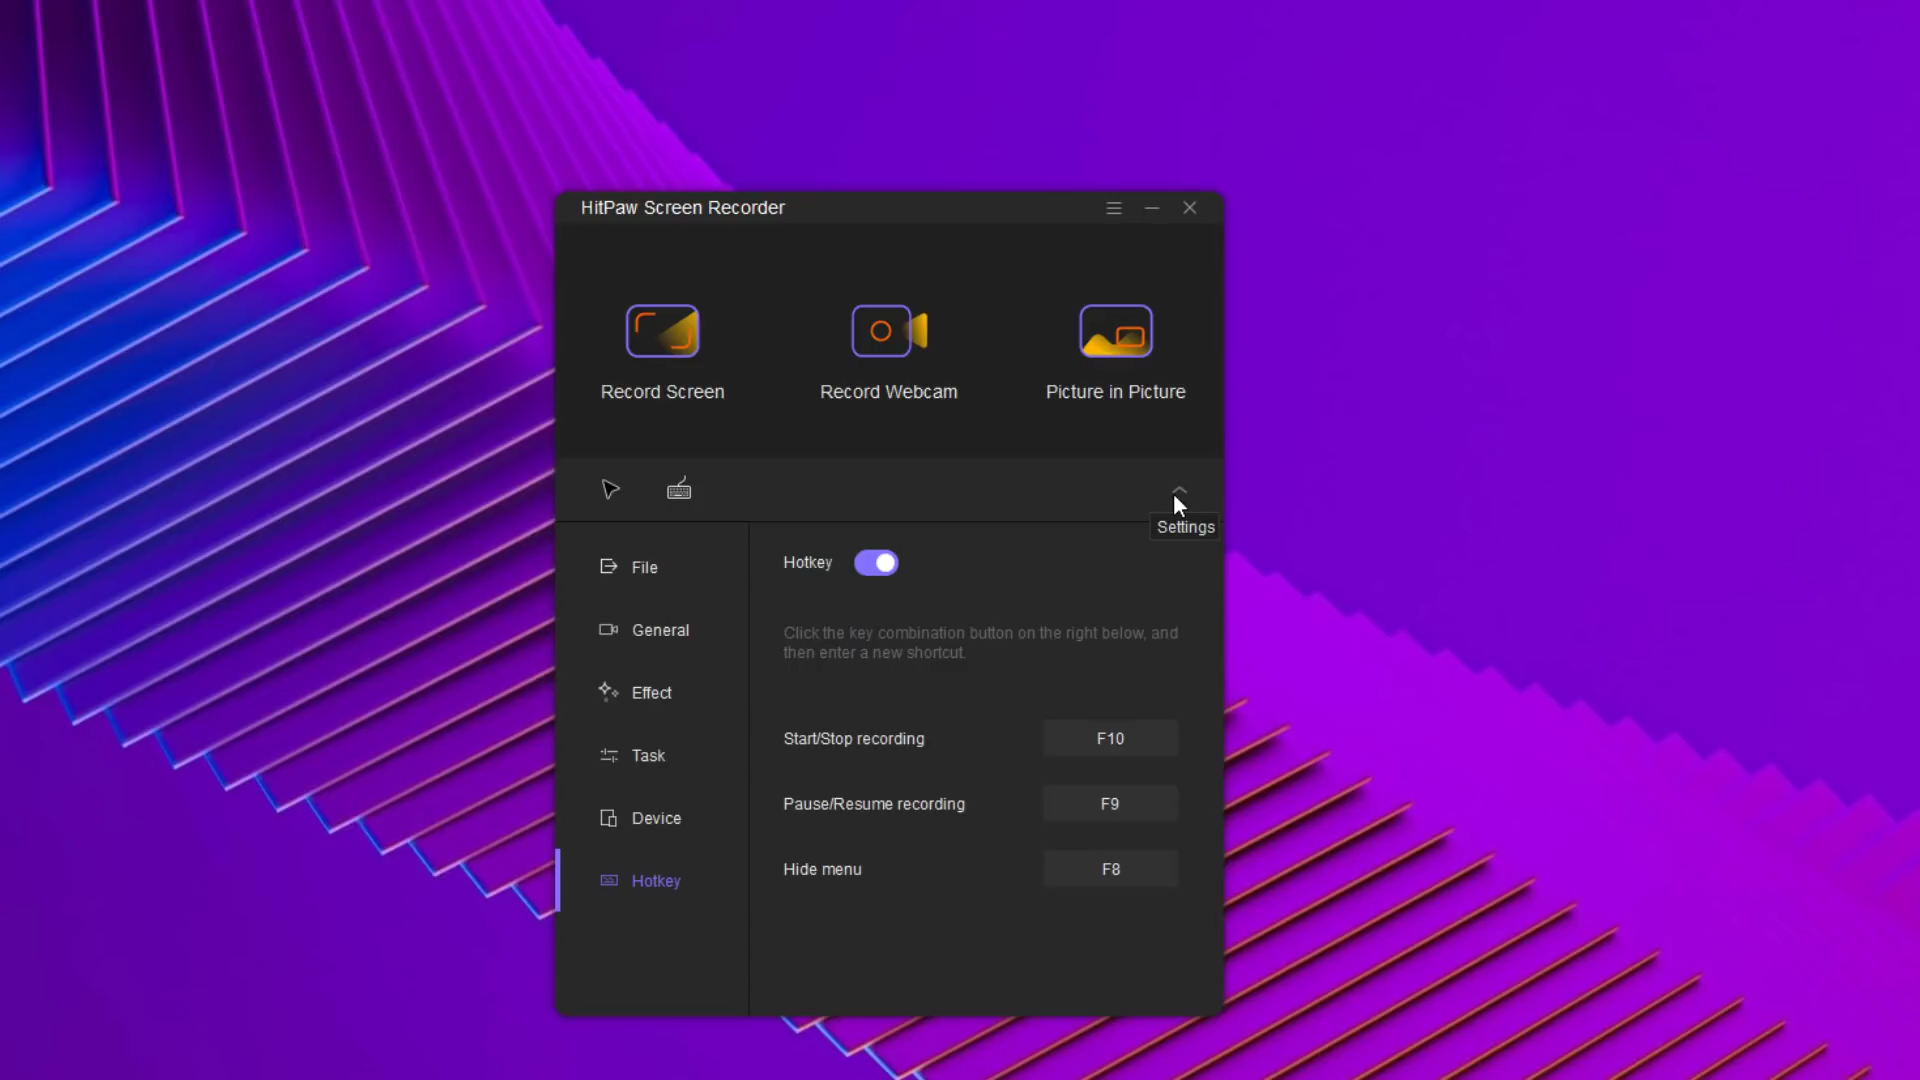 HitPaw Screen Recorder
Record Screen
Record Webcam
Picture in Picture
Settings
File
General
Effect
Task
Device
Hotkey
Hotkey
Click the key combination button on the right below, and
then enter a new shortcut.
Start/Stop recording
F10
Pause/Resume recording
F9
Hide menu
F8